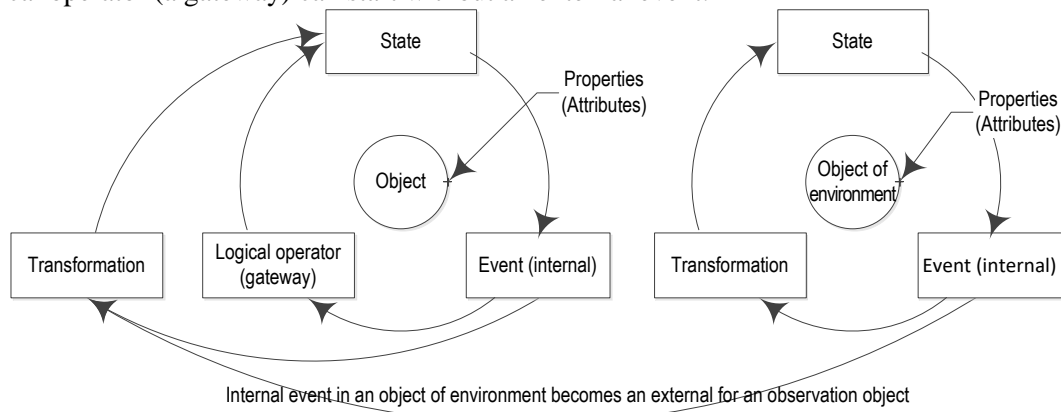 State
Properties
(Attributes)
Object
Transformation
Logical operator
(gateway)
Event (internal)
State
Properties
(Attributes)
Object of
environment
Transformation
Event (internal)
Internal event in an object of environment becomes an external for an observation object